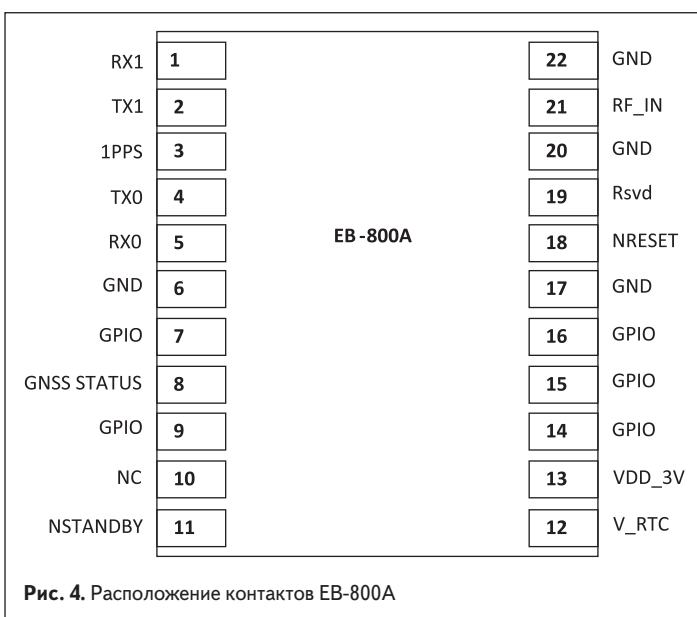 RX1 1 22 GND
TX1 2 21 RF_IN
1PPS 3 20 GND
TX0 4 19 Rsvd
RX0 5 EB-800A 18 NRESET
GND 6 17 GND
GPIO 7 16 GPIO
GNSS STATUS 8 15 GPIO
GPIO 9 14 GPIO
NC 10 13 VDD_3V
NSTANDBY 11 12 V_RTC
Рис. 4. Расположение контактов EB-800A